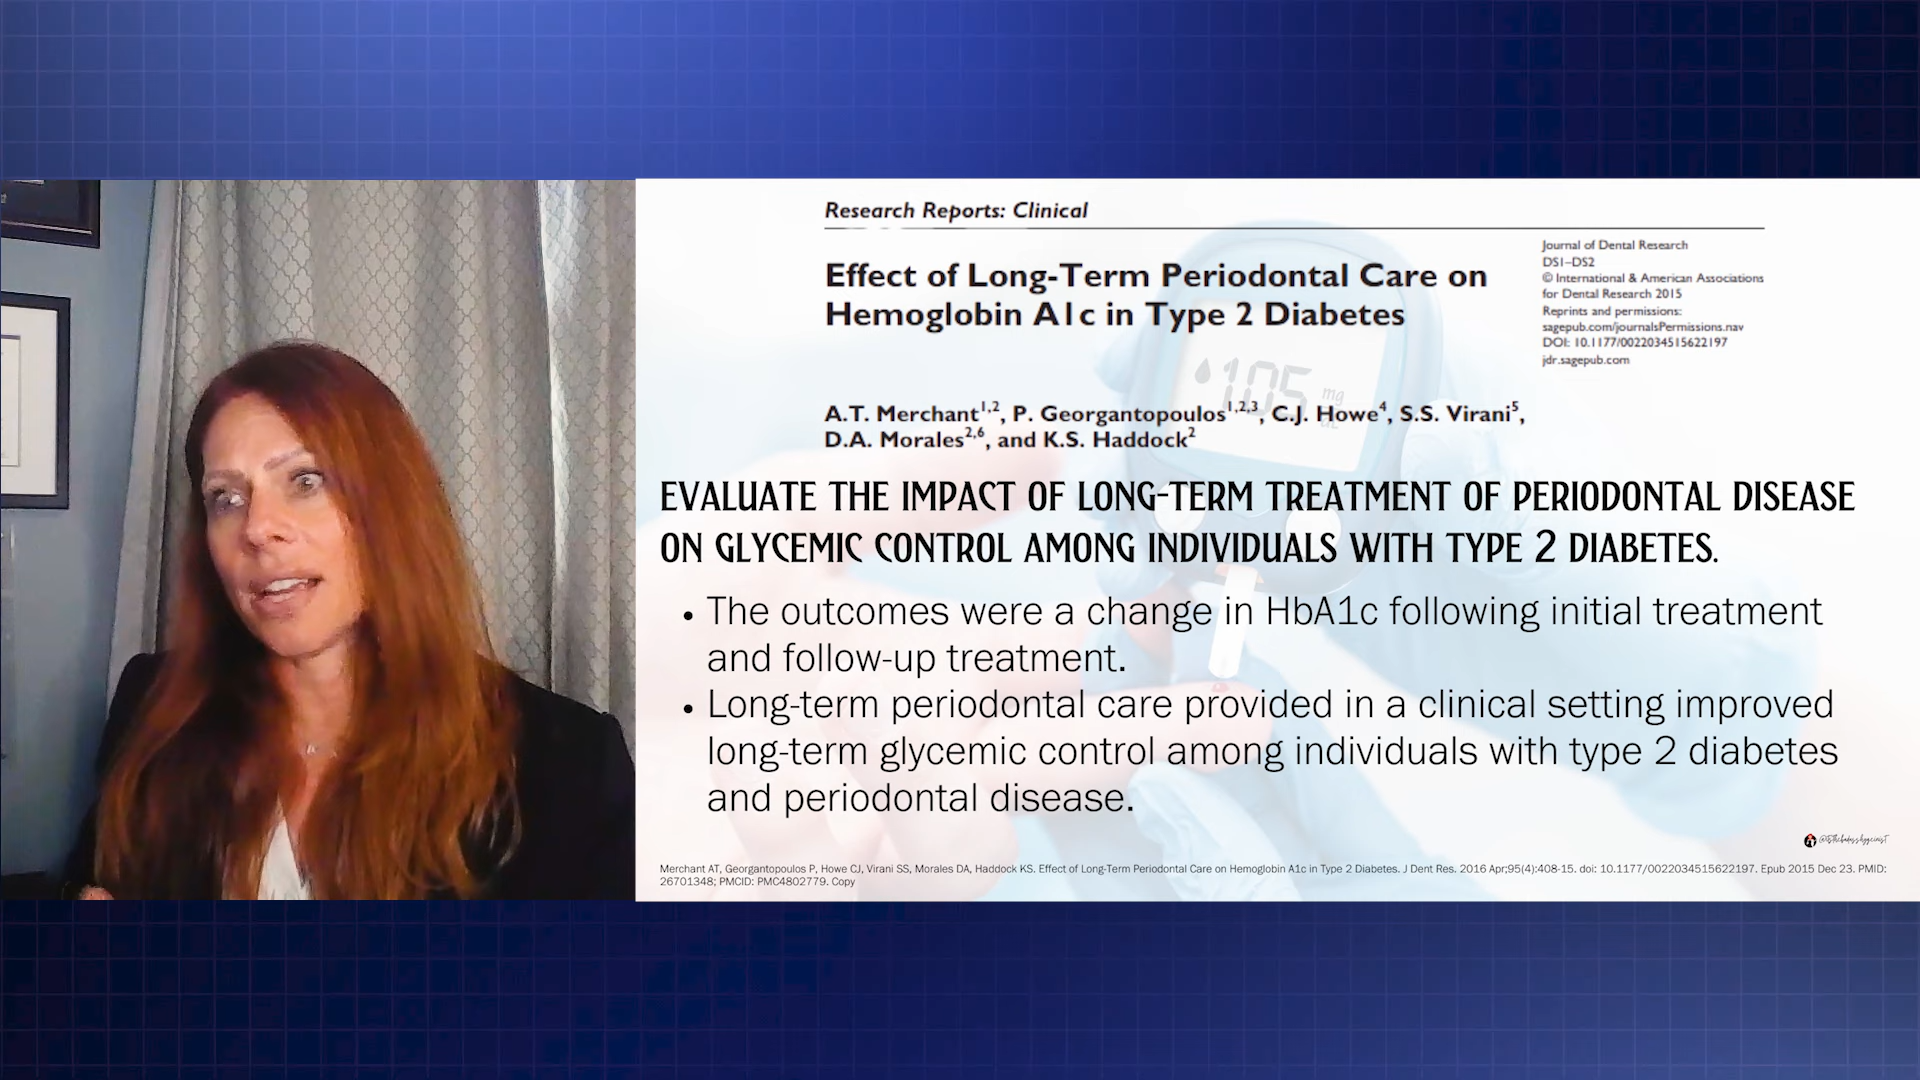 Research Reports: Clinical
Effect of Long-Term Periodontal Care on
Hemoglobin A1c in Type 2 Diabetes
Journal of Dental Research
DS1–DS2
© International & American Associations
for Dental Research 2015
Reprints and permissions:
sagepub.com/journalsPermissions.nav
DOI: 10.1177/0022034515622197
jdr.sagepub.com
105 mg
A.T. Merchant1,2, P. Georgantopoulos1,2,3, C.J. Howe4, S.S. Virani5,
D.A. Morales2,6, and K.S. Haddock2
EVALUATE THE IMPACT OF LONG-TERM TREATMENT OF PERIODONTAL DISEASE
ON GLYCEMIC CONTROL AMONG INDIVIDUALS WITH TYPE 2 DIABETES.
• The outcomes were a change in HbA1c following initial treatment
and follow-up treatment.
• Long-term periodontal care provided in a clinical setting improved
long-term glycemic control among individuals with type 2 diabetes
and periodontal disease.
Merchant AT, Georgantopoulos P, Howe CJ, Virani SS, Morales DA, Haddock KS. Effect of Long-Term Periodontal Care on Hemoglobin A1c in Type 2 Diabetes. J Dent Res. 2016 Apr;95(4):408-15. doi: 10.1177/0022034515622197. Epub 2015 Dec 23. PMID:
26701348; PMCID: PMC4802779. Copy